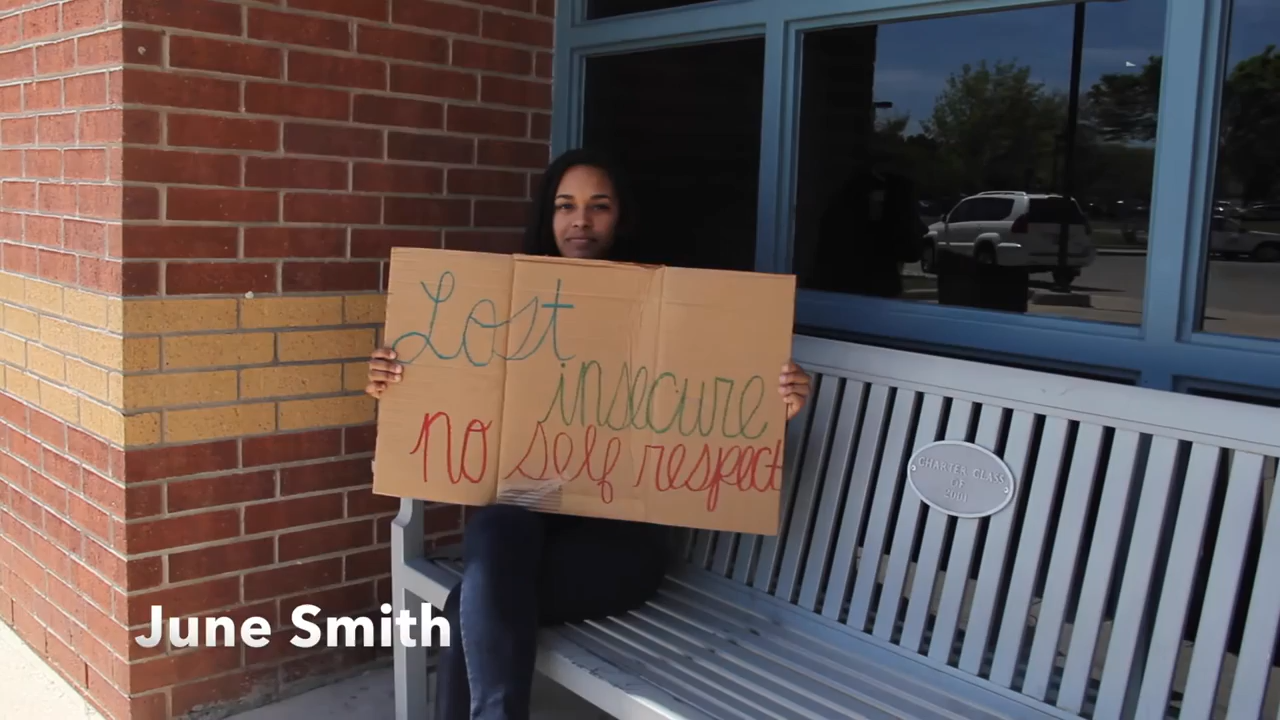 Lost
insecure
no self respect
CHARTER CLASS
OF
2001
June Smith